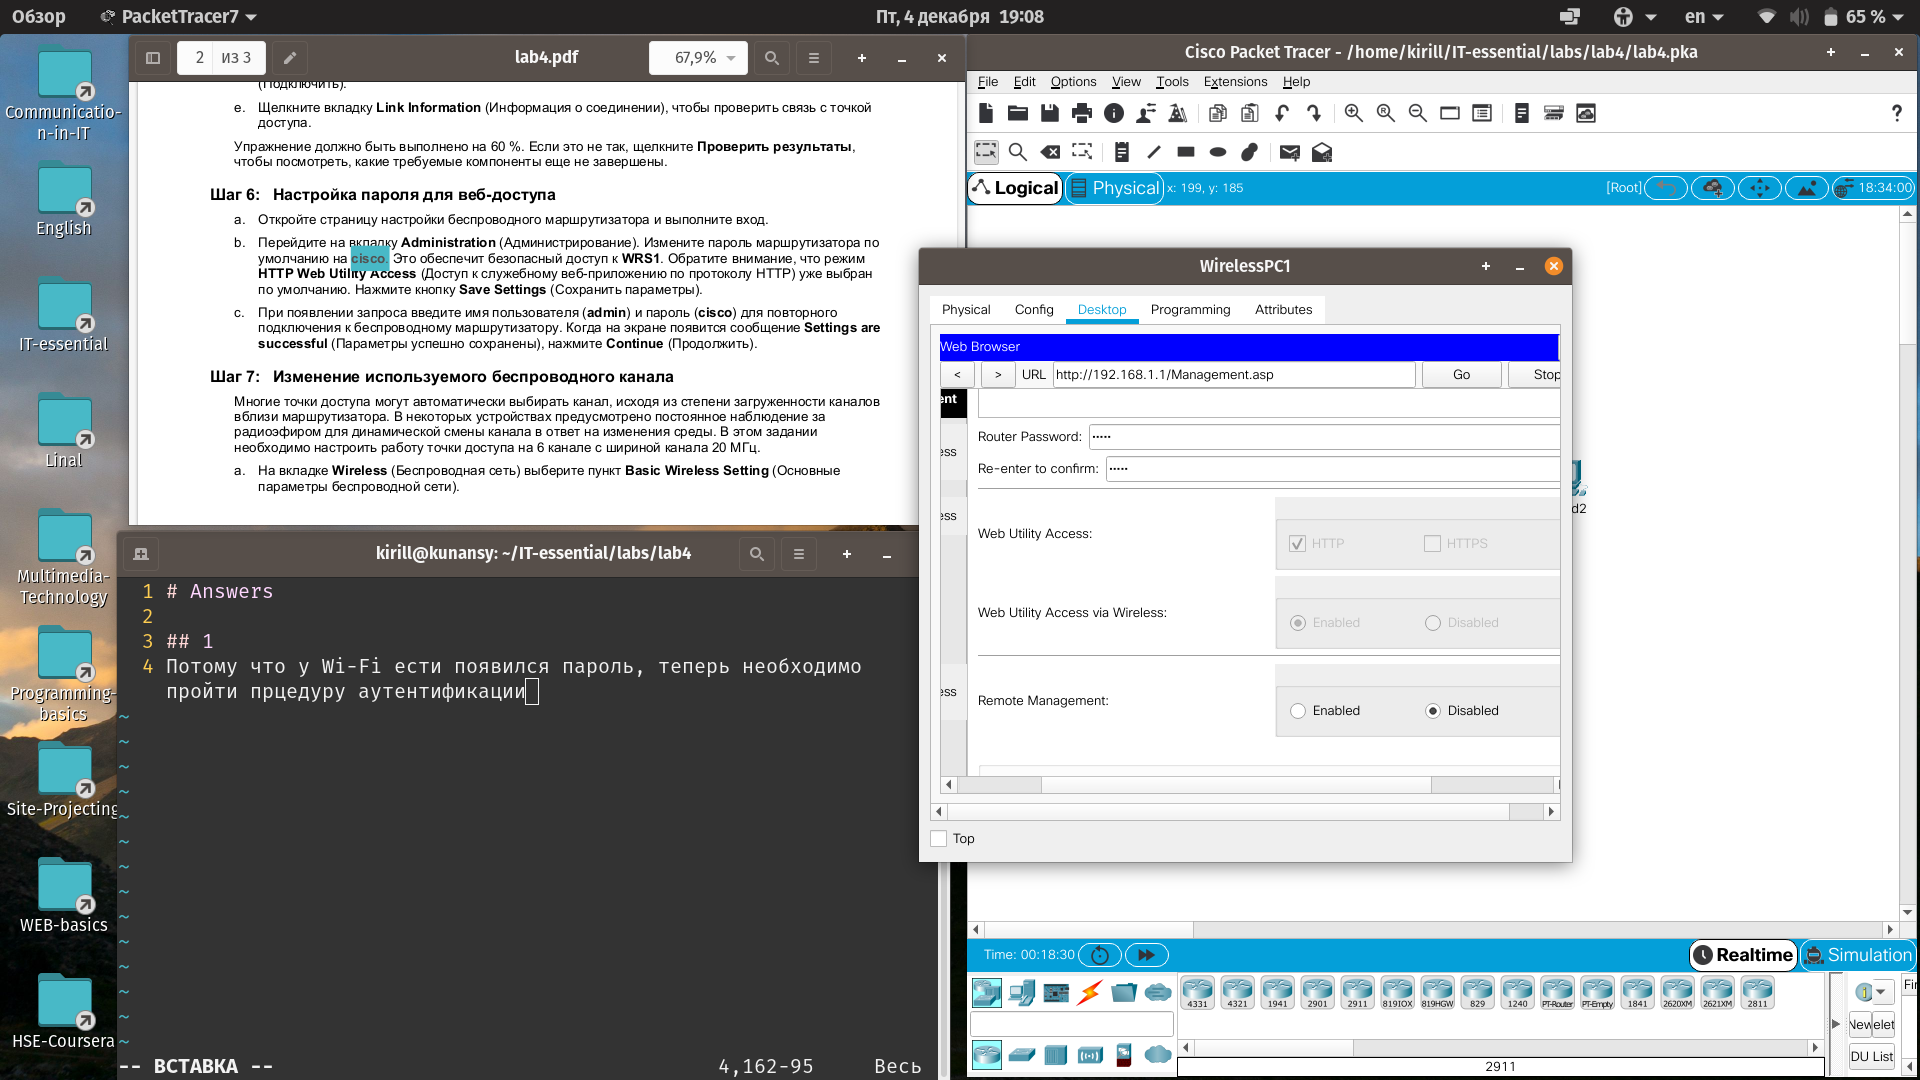 Обзор
PacketTracer7
Пт, 4 декабря 19:08
en
65 %
Communicatio-
n-in-IT
English
IT-essential
Linal
Multimedia-
Technology
Programming-
basics
Site-Projecting
WEB-basics
HSE-Coursera
2 из 3
lab4.pdf
67,9%
(Подключить).
e. Щелкните вкладку Link Information (Информация о соединении), чтобы проверить связь с точкой
доступа.
Упражнение должно быть выполнено на 60 %. Если это не так, щелкните Проверить результаты,
чтобы посмотреть, какие требуемые компоненты еще не завершены.
Шаг 6: Настройка пароля для веб-доступа
a. Откройте страницу настройки беспроводного маршрутизатора и выполните вход.
b. Перейдите на вкладку Administration (Администрирование). Измените пароль маршрутизатора по
умолчанию на cisco. Это обеспечит безопасный доступ к WRS1. Обратите внимание, что режим
HTTP Web Utility Access (Доступ к служебному веб-приложению по протоколу HTTP) уже выбран
по умолчанию. Нажмите кнопку Save Settings (Сохранить параметры).
c. При появлении запроса введите имя пользователя (admin) и пароль (cisco) для повторного
подключения к беспроводному маршрутизатору. Когда на экране появится сообщение Settings are
successful (Параметры успешно сохранены), нажмите Continue (Продолжить).
Шаг 7: Изменение используемого беспроводного канала
Многие точки доступа могут автоматически выбирать канал, исходя из степени загруженности каналов
вблизи маршрутизатора. В некоторых устройствах предусмотрено постоянное наблюдение за
радиоэфиром для динамической смены канала в ответ на изменения среды. В этом задании
необходимо настроить работу точки доступа на 6 канале с шириной канала 20 МГц.
a. На вкладке Wireless (Беспроводная сеть) выберите пункт Basic Wireless Setting (Основные
параметры беспроводной сети).
kirill@kunansy: ~/IT-essential/labs/lab4
1 # Answers
2
3 ## 1
4 Потому что у Wi-Fi ести появился пароль, теперь необходимо
пройти прцедуру аутентификации
-- ВСТАВКА --
4,162-95
Весь
Cisco Packet Tracer - /home/kirill/IT-essential/labs/lab4/lab4.pka
File Edit Options View Tools Extensions Help
Logical
Physical
x: 199, y: 185
[Root]
18:34:00
WirelessPC1
Physical Config Desktop Programming Attributes
Web Browser
< > URL http://192.168.1.1/Management.asp Go Stop
ent
Router Password: •••••
ess
Re-enter to confirm: •••••
ess
Web Utility Access:
HTTP HTTPS
Web Utility Access via Wireless:
Enabled Disabled
ess
Remote Management:
Enabled Disabled
Top
d2
Time: 00:18:30
Realtime
Simulation
4331 4321 1941 2901 2911 819IOX 819HGW 829 1240 PT-Router PT-Empty 1841 2620XM 2621XM 2811
2911
Fir
New elet
DU List